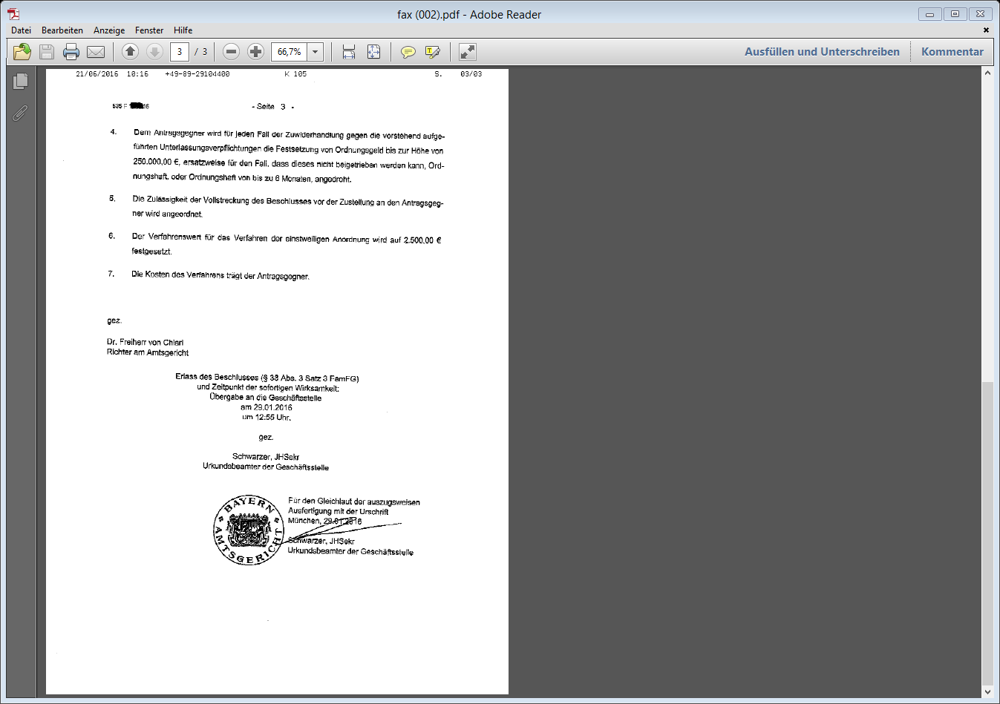 fax (002).pdf - Adobe Reader
Datei Bearbeiten Anzeige Fenster Hilfe
3 / 3 66,7% Ausfüllen und Unterschreiben Kommentar
21/06/2016 10:16 +49-89-29104400 K 105 S. 03/03
535 F 16 - Seite 3 -
4. Dem Antragsgegner wird für jeden Fall der Zuwiderhandlung gegen die vorstehend aufge-
führten Unterlassungsverpflichtungen die Festsetzung von Ordnungsgeld bis zur Höhe von
250.000,00 €, ersatzweise für den Fall, dass dieses nicht beigetrieben werden kann, Ord-
nungshaft, oder Ordnungshaft von bis zu 6 Monaten, angedroht.
5. Die Zulässigkeit der Vollstreckung des Beschlusses vor der Zustellung an den Antragsgeg-
ner wird angeordnet.
6. Der Verfahrenswert für das Verfahren der einstweiligen Anordnung wird auf 2.500,00 €
festgesetzt.
7. Die Kosten des Verfahrens trägt der Antragsgegner.
gez.
Dr. Freiherr von Chiari
Richter am Amtsgericht
Erlass des Beschlusses (§ 38 Abs. 3 Satz 3 FamFG)
und Zeitpunkt der sofortigen Wirksamkeit:
Übergabe an die Geschäftsstelle
am 29.01.2016
um 12:55 Uhr.
gez.
Schwarzer, JHSekr
Urkundsbeamter der Geschäftsstelle
BAYERN
AMTSGERICHT
Für den Gleichlaut der auszugsweisen
Ausfertigung mit der Urschrift
München, 29.01.2016
Schwarzer, JHSekr
Urkundsbeamter der Geschäftsstelle